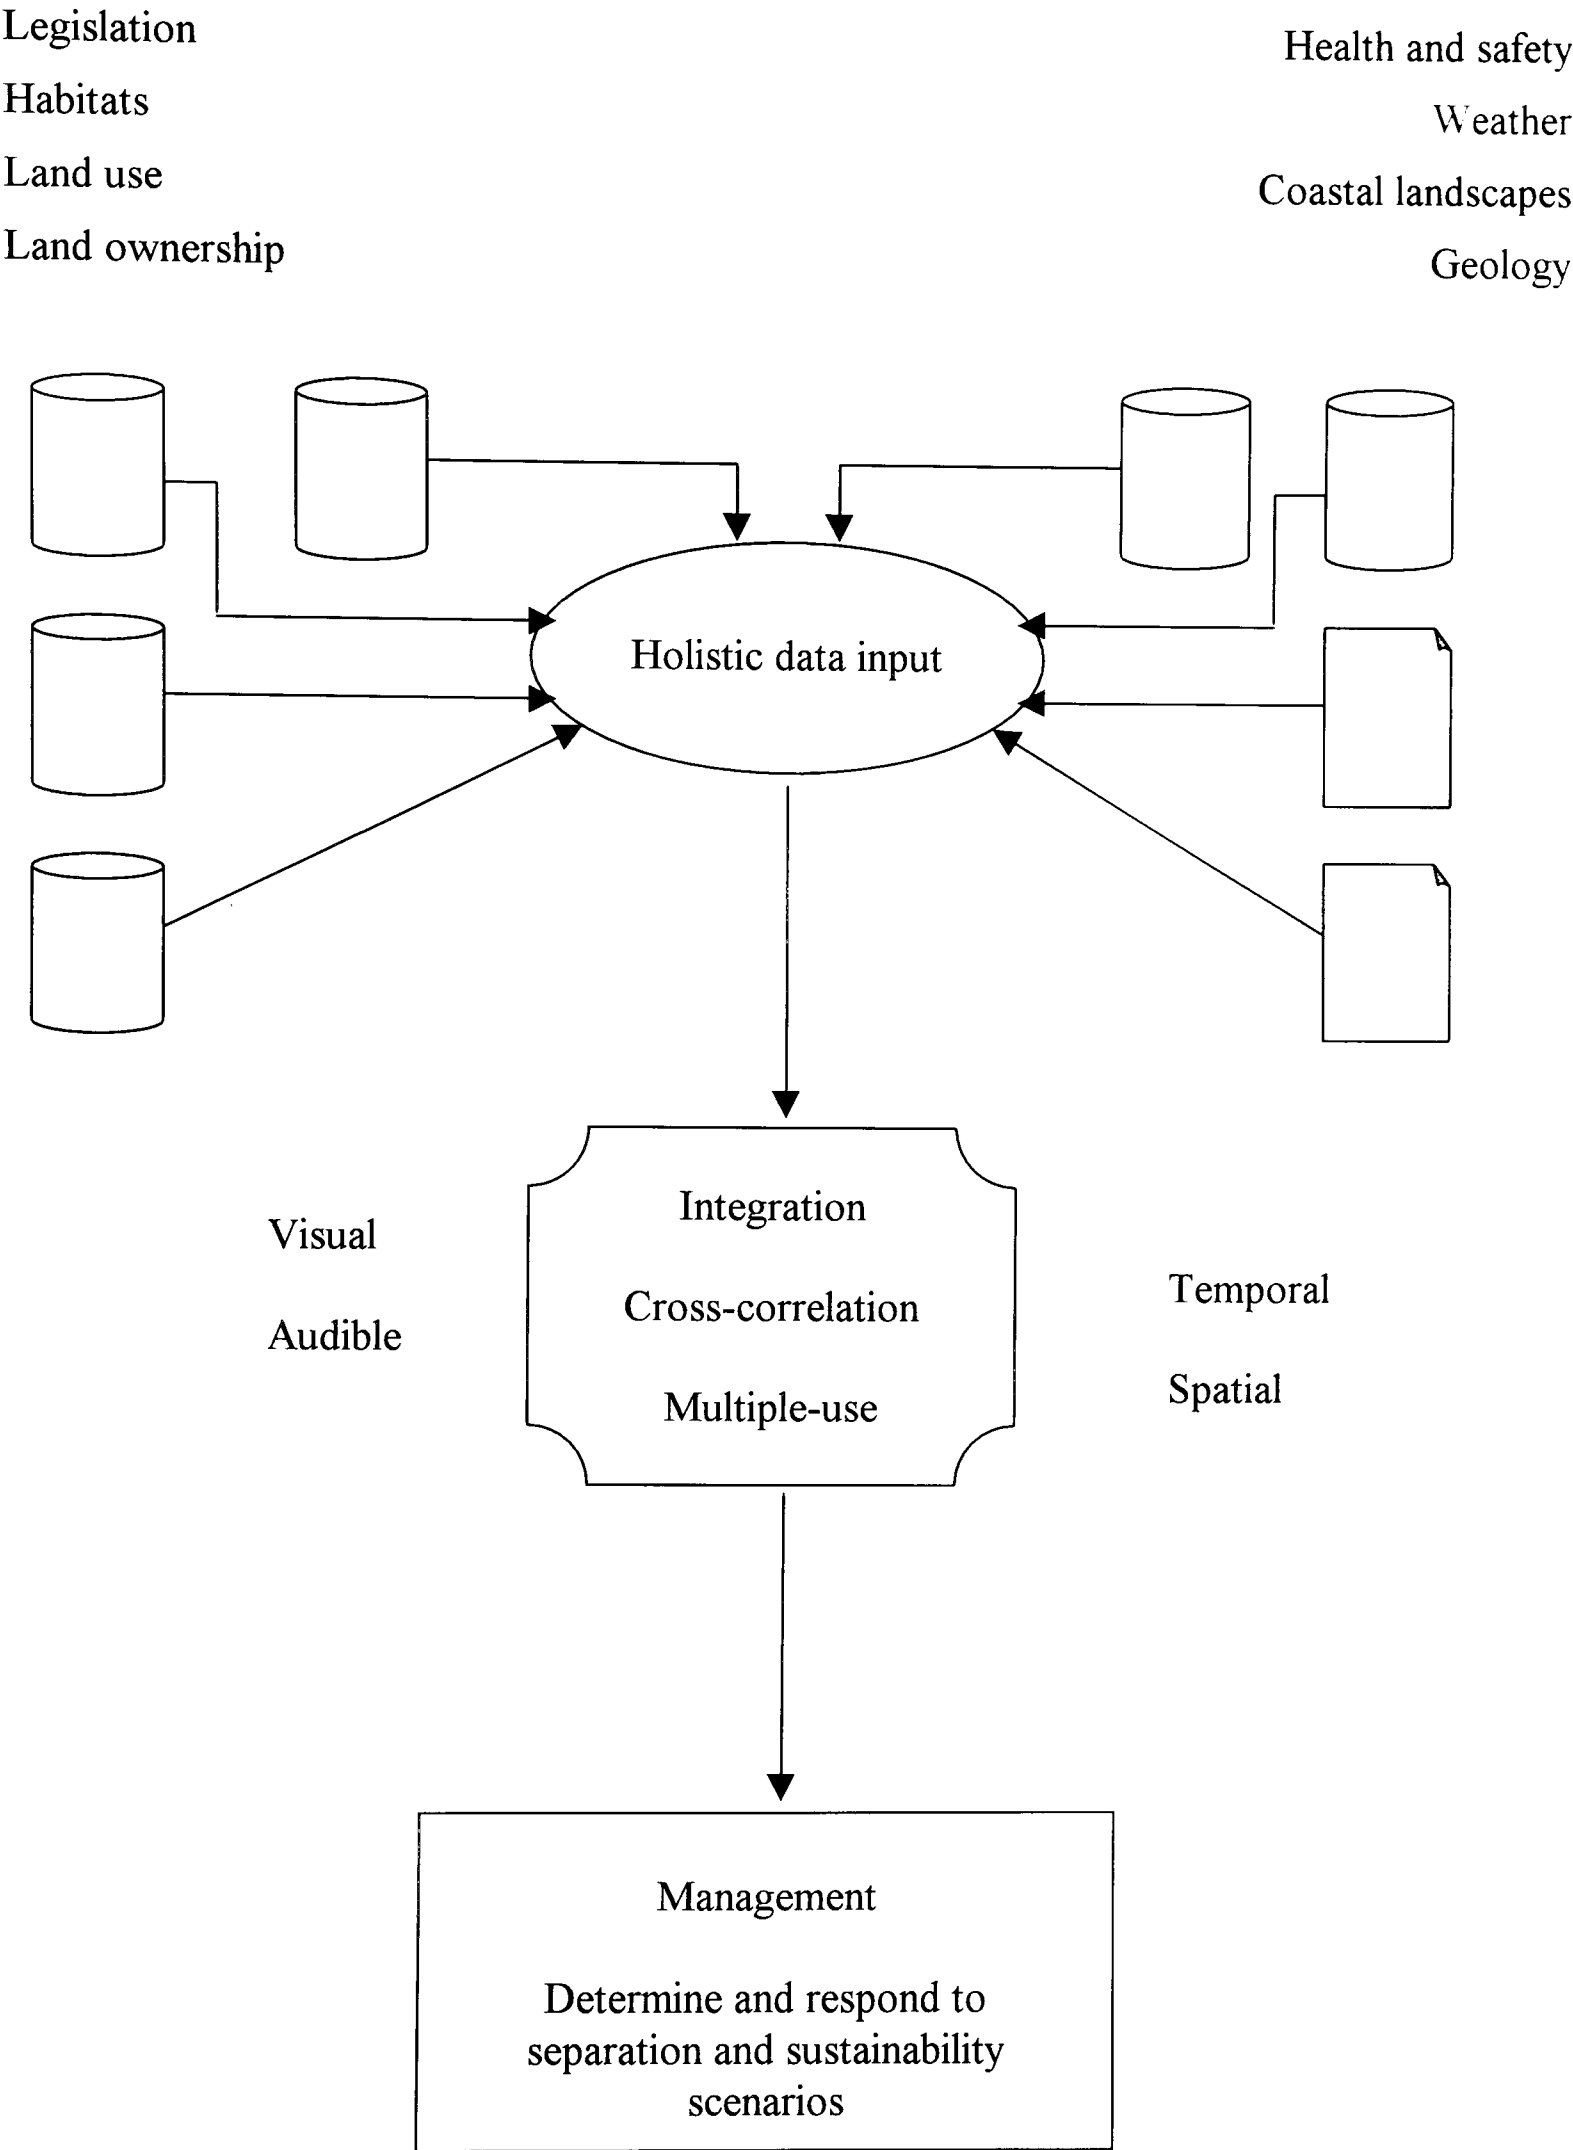 Legislation
Habitats
Land use
Land ownership
Health and safety
Weather
Coastal landscapes
Geology
Holistic data input
Visual
Audible
Integration
Cross-correlation
Multiple-use
Temporal
Spatial
Management
Determine and respond to
separation and sustainability
scenarios